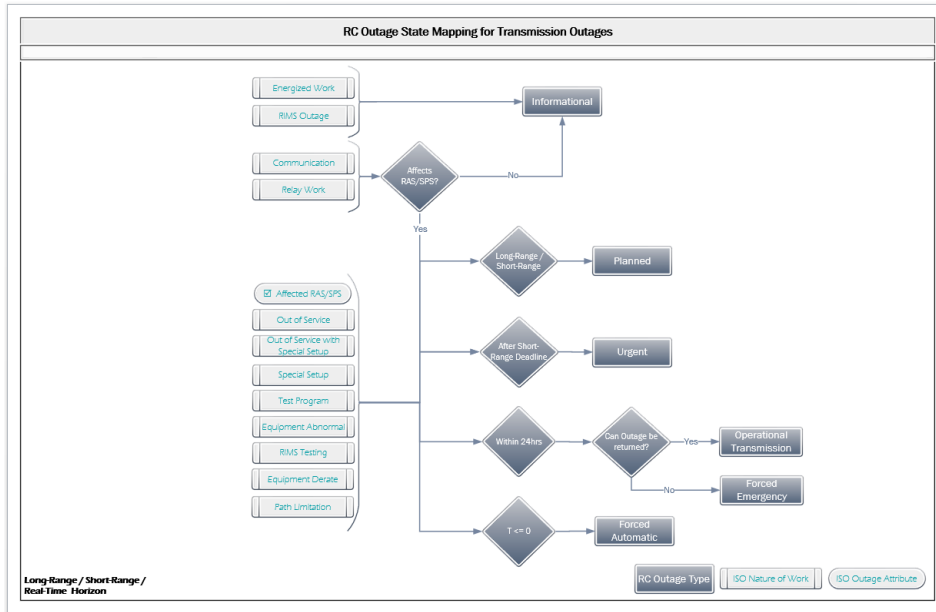 RC Outage State Mapping for Transmission Outages
Energized Work
RIMS Outage
Informational
Communication
Relay Work
Affects
RAS/SPS?
No
Yes
Long-Range /
Short-Range
Planned
Affected RAS/SPS
Out of Service
Out of Service with
Special Setup
Special Setup
Test Program
Equipment Abnormal
RIMS Testing
Equipment Derate
Path Limitation
After Short-
Range Deadline
Urgent
Within 24hrs
Can Outage be
returned?
Yes
Operational
Transmission
No
Forced
Emergency
T <= 0
Forced
Automatic
Long-Range / Short-Range /
Real-Time Horizon
RC Outage Type
ISO Nature of Work
ISO Outage Attribute